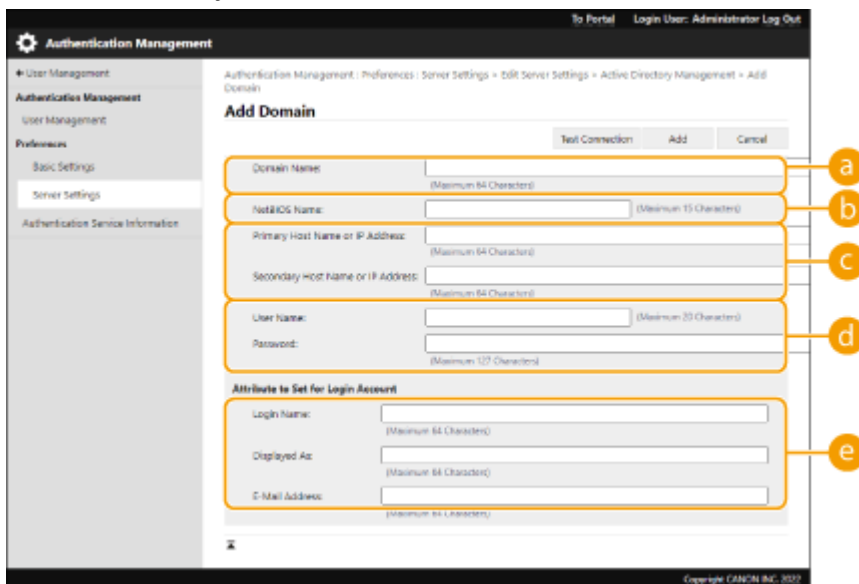 To Portal Login User: Administrator Log Out
Authentication Management
User Management
Authentication Management : Preferences : Server Settings > Edit Server Settings > Active Directory Management > Add
Domain
Authentication Management
User Management
Add Domain
Preferences
Test Connection Add Cancel
Basic Settings
Domain Name:
a
(Maximum 64 Characters)
Server Settings
NetBIOS Name:
(Maximum 15 Characters)
b
Authentication Service Information
Primary Host Name or IP Address:
(Maximum 64 Characters)
c
Secondary Host Name or IP Address:
(Maximum 64 Characters)
User Name:
(Maximum 20 Characters)
d
Password:
(Maximum 127 Characters)
Attribute to Set for Login Account
Login Name:
(Maximum 64 Characters)
Displayed As:
e
(Maximum 64 Characters)
E-Mail Address:
(Maximum 64 Characters)
Copyright CANON INC. 2022